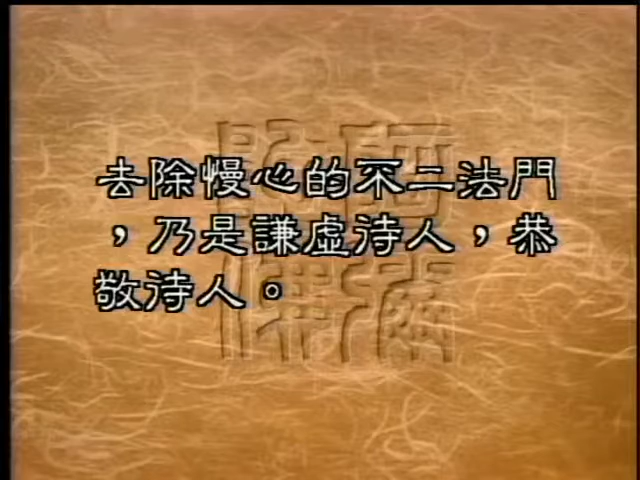 去除慢心的不二法門
，乃是謙虛待人，恭
敬待人。